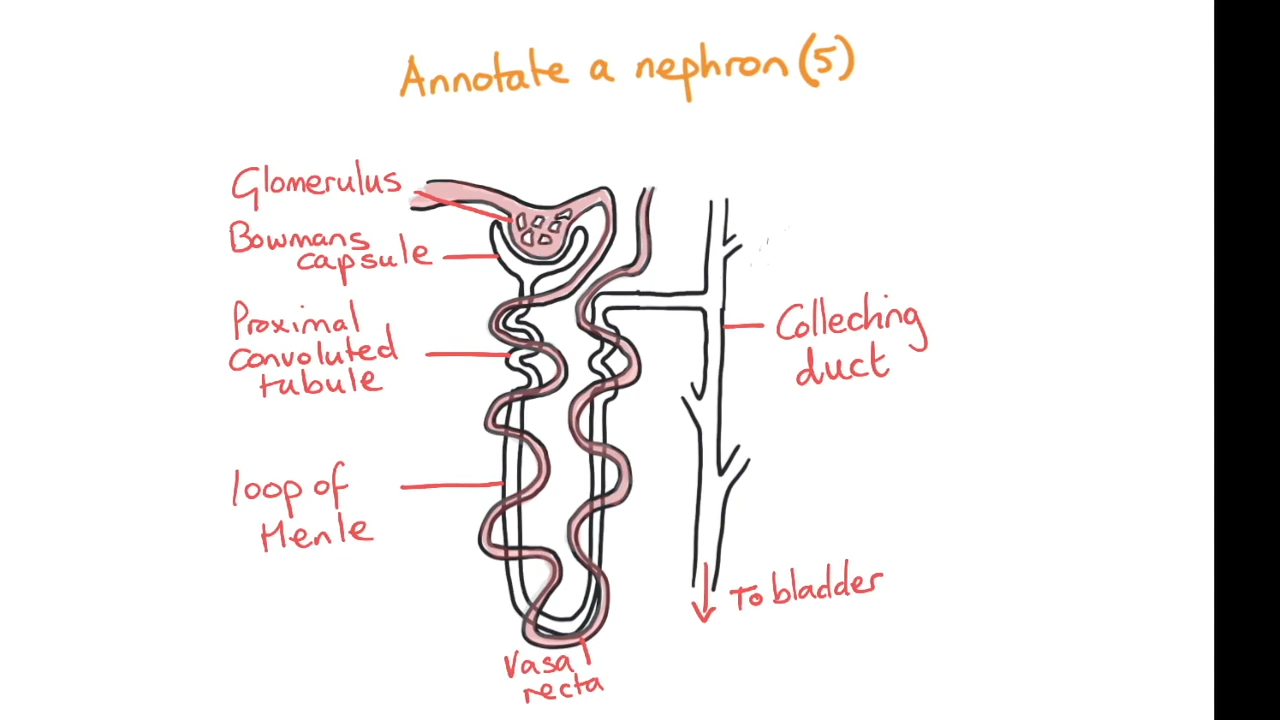 Annotate a nephron (5)
Glomerulus
Bowmans
capsule
Proximal
convoluted
tubule
loop of
Henle
Collecting
duct
To bladder
Vasa
recta